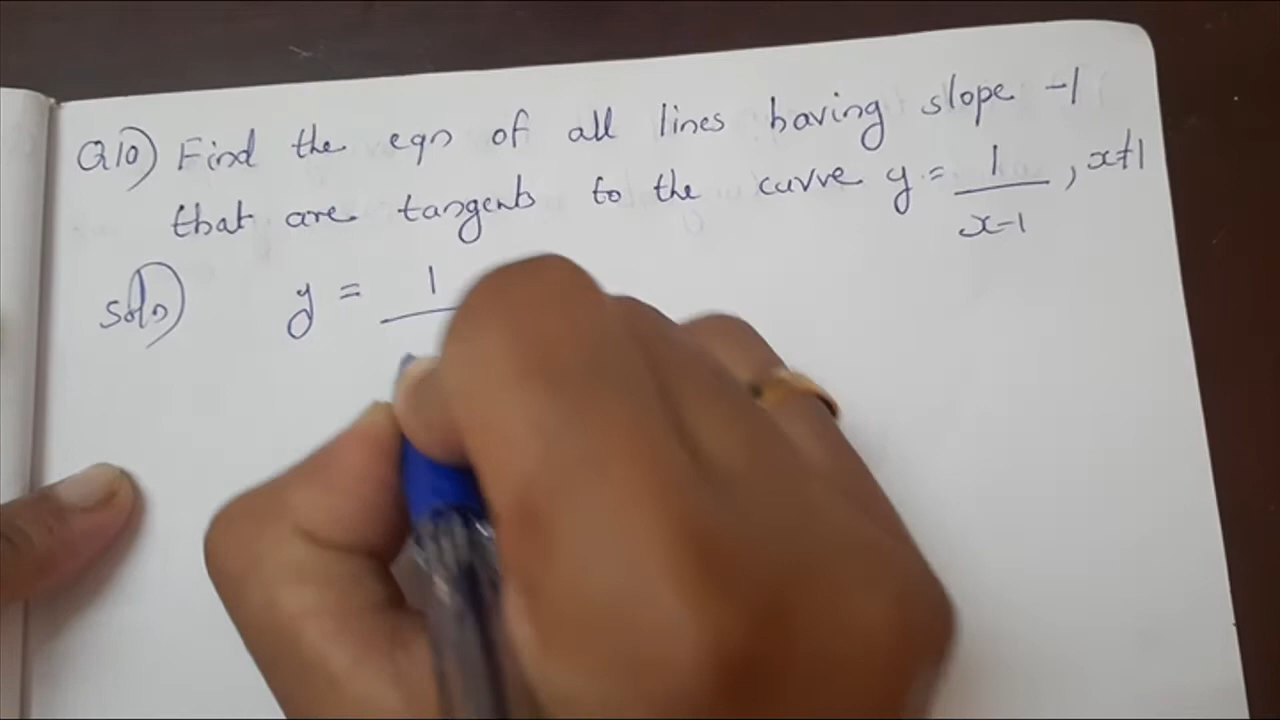 Q10) Find the eqn of all lines having slope -1
that are tangents to the curve y = 1/(x-1), x≠1
Soln) y = 1